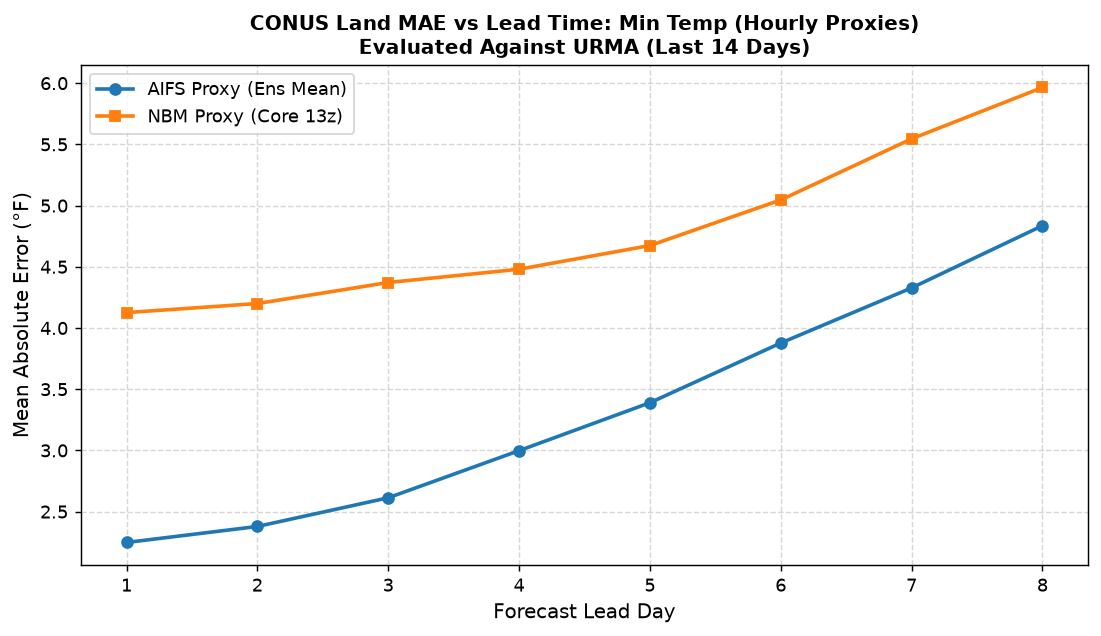 CONUS Land MAE vs Lead Time: Min Temp (Hourly Proxies)
Evaluated Against URMA (Last 14 Days)
AIFS Proxy (Ens Mean)
NBM Proxy (Core 13z)
Mean Absolute Error (°F)
6.0
5.5
5.0
4.5
4.0
3.5
3.0
2.5
1 2 3 4 5 6 7 8
Forecast Lead Day